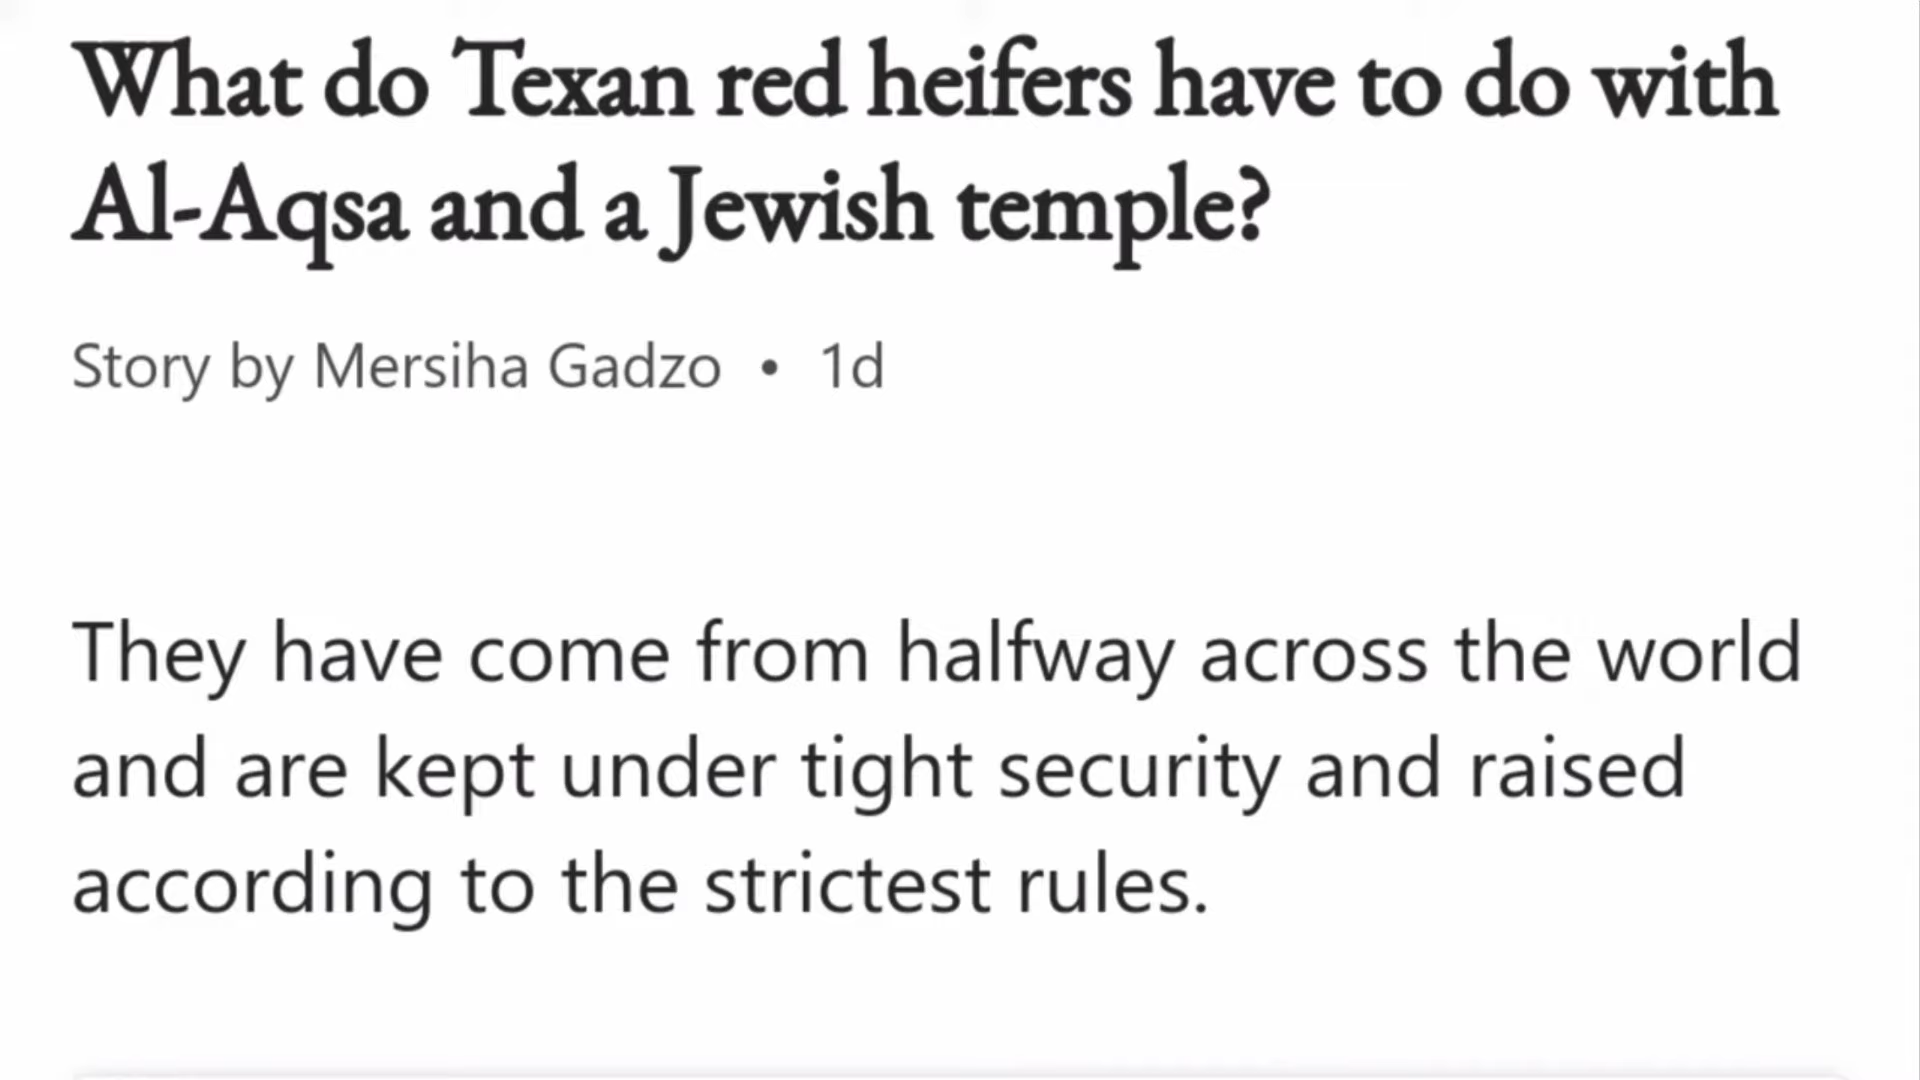 What do Texan red heifers have to do with
Al-Aqsa and a Jewish temple?
Story by Mersiha Gadzo • 1d
They have come from halfway across the world
and are kept under tight security and raised
according to the strictest rules.